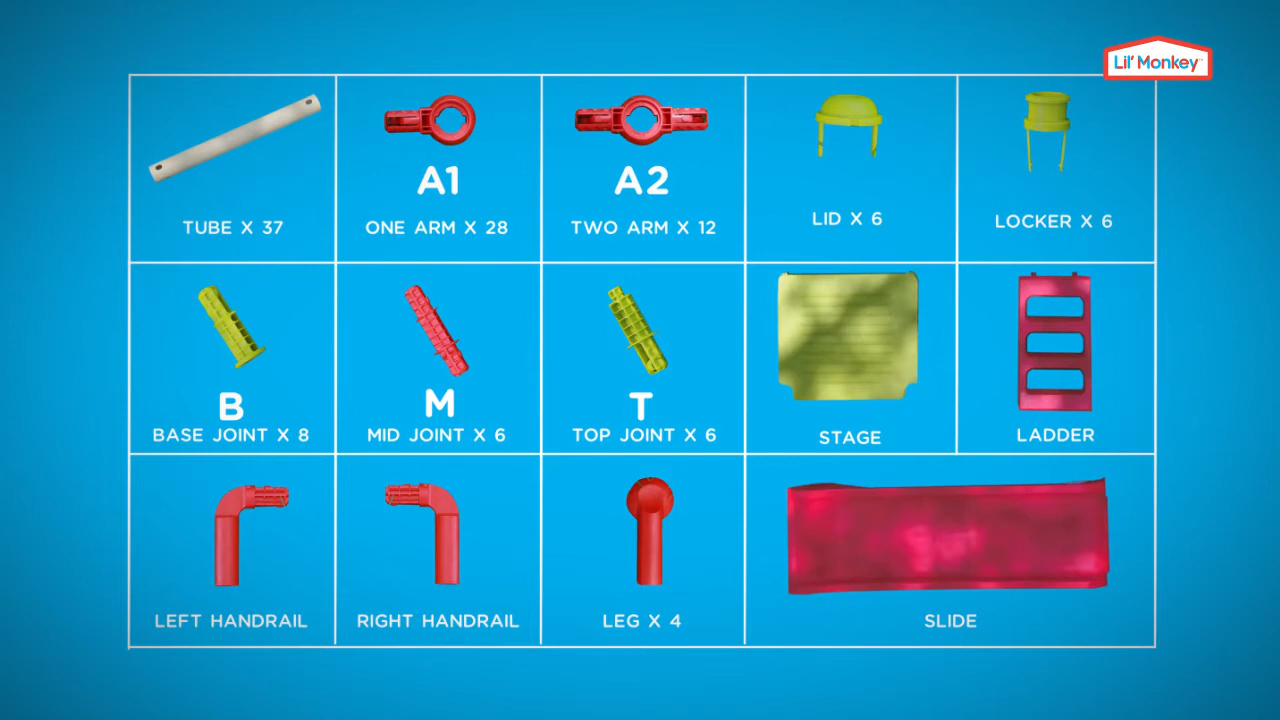 Lil' Monkey™
A1
A2
TUBE X 37
ONE ARM X 28
TWO ARM X 12
LID X 6
LOCKER X 6
B
M
T
BASE JOINT X 8
MID JOINT X 6
TOP JOINT X 6
STAGE
LADDER
LEFT HANDRAIL
RIGHT HANDRAIL
LEG X 4
SLIDE